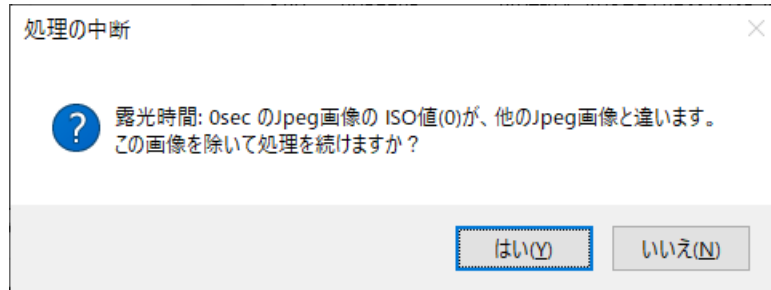 処理の中断
露光時間: 0sec のJpeg画像の ISO値(0)が、他のJpeg画像と違います。
この画像を除いて処理を続けますか？
はい(Y)
いいえ(N)